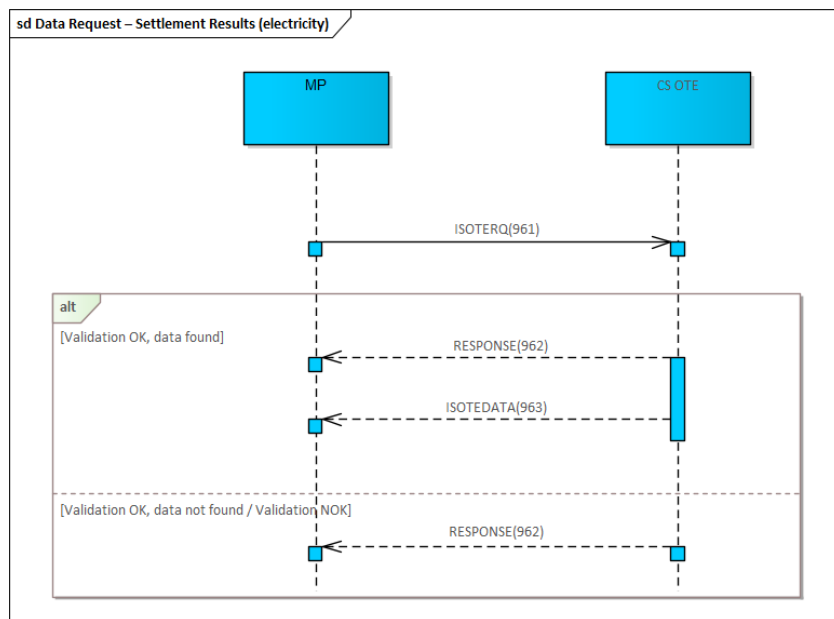 sd Data Request – Settlement Results (electricity)
MP
CS OTE
ISOTERQ(961)
alt
[Validation OK, data found]
RESPONSE(962)
ISOTEDATA(963)
[Validation OK, data not found / Validation NOK]
RESPONSE(962)